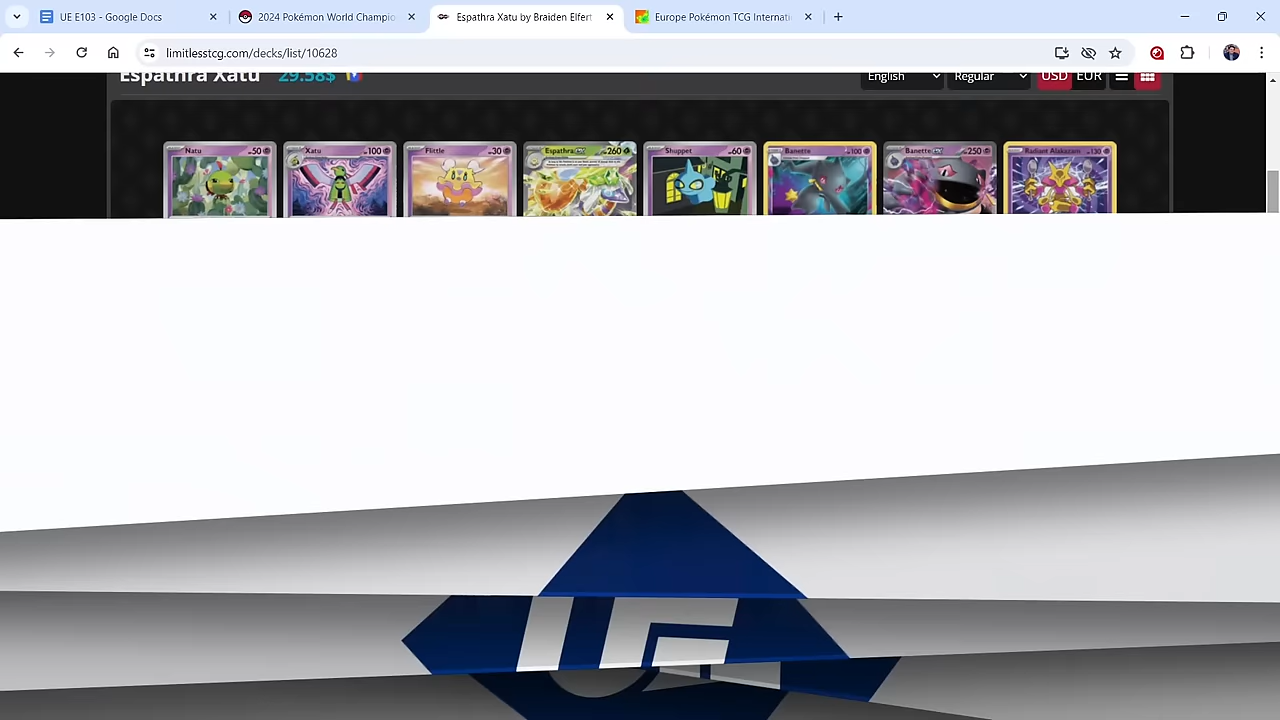 UE E103 - Google Docs
2024 Pokémon World Champio
Espathra Xatu by Braiden Elfert
Europe Pokémon TCG Internati
limitlesstcg.com/decks/list/10628
Espathra Xatu 29.58$
English Regular USD EUR
Natu 50
Xatu 100
Flittle 30
Espathra ex 260
Shuppet 60
Banette 100
Banette ex 250
Radiant Alakazam 130